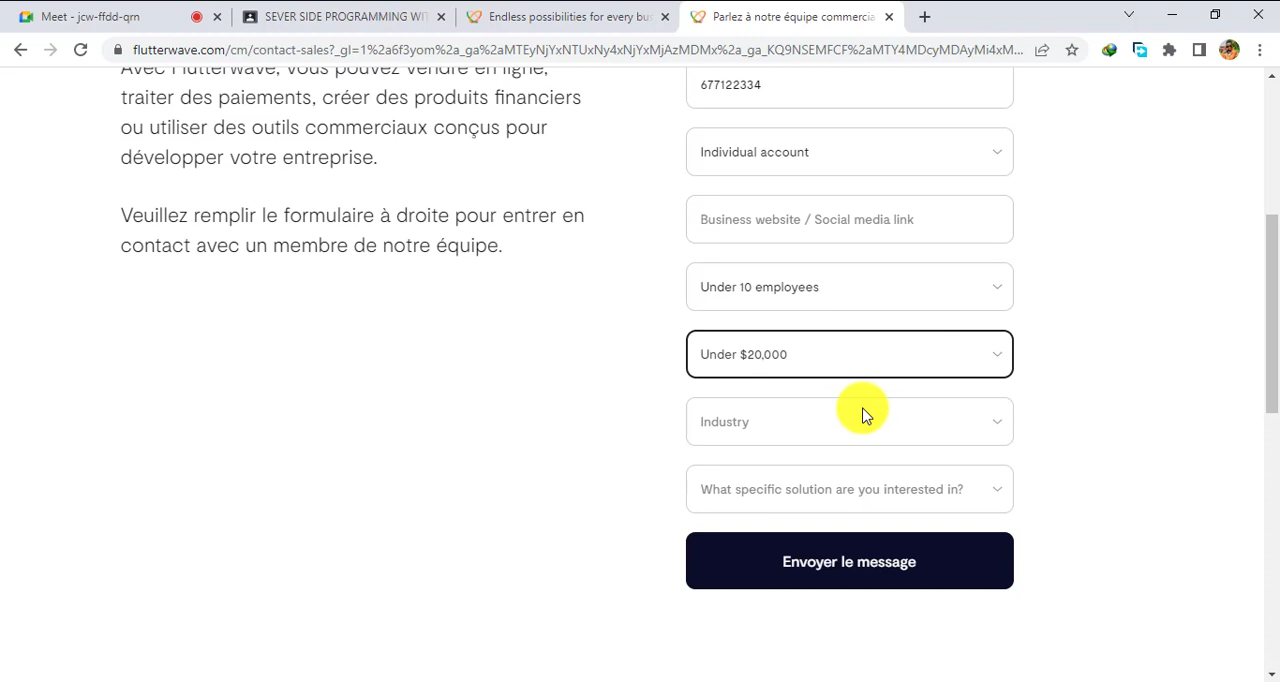 Meet - jcw-ffdd-qrn
SEVER SIDE PROGRAMMING WIT
Endless possibilities for every bus
Parlez à notre équipe commercia
flutterwave.com/cm/contact-sales?_gl=1%2a6f3yom%2a_ga%2aMTEyNjYxNTUxNy4xNjYxMjAzMDMx%2a_ga_KQ9NSEMFCF%2aMTY4MDcyMDAyMi4xM...
Avec Flutterwave, vous pouvez vendre en ligne,
traiter des paiements, créer des produits financiers
ou utiliser des outils commerciaux conçus pour
développer votre entreprise.
Veuillez remplir le formulaire à droite pour entrer en
contact avec un membre de notre équipe.
677122334
Individual account
Business website / Social media link
Under 10 employees
Under $20,000
Industry
What specific solution are you interested in?
Envoyer le message